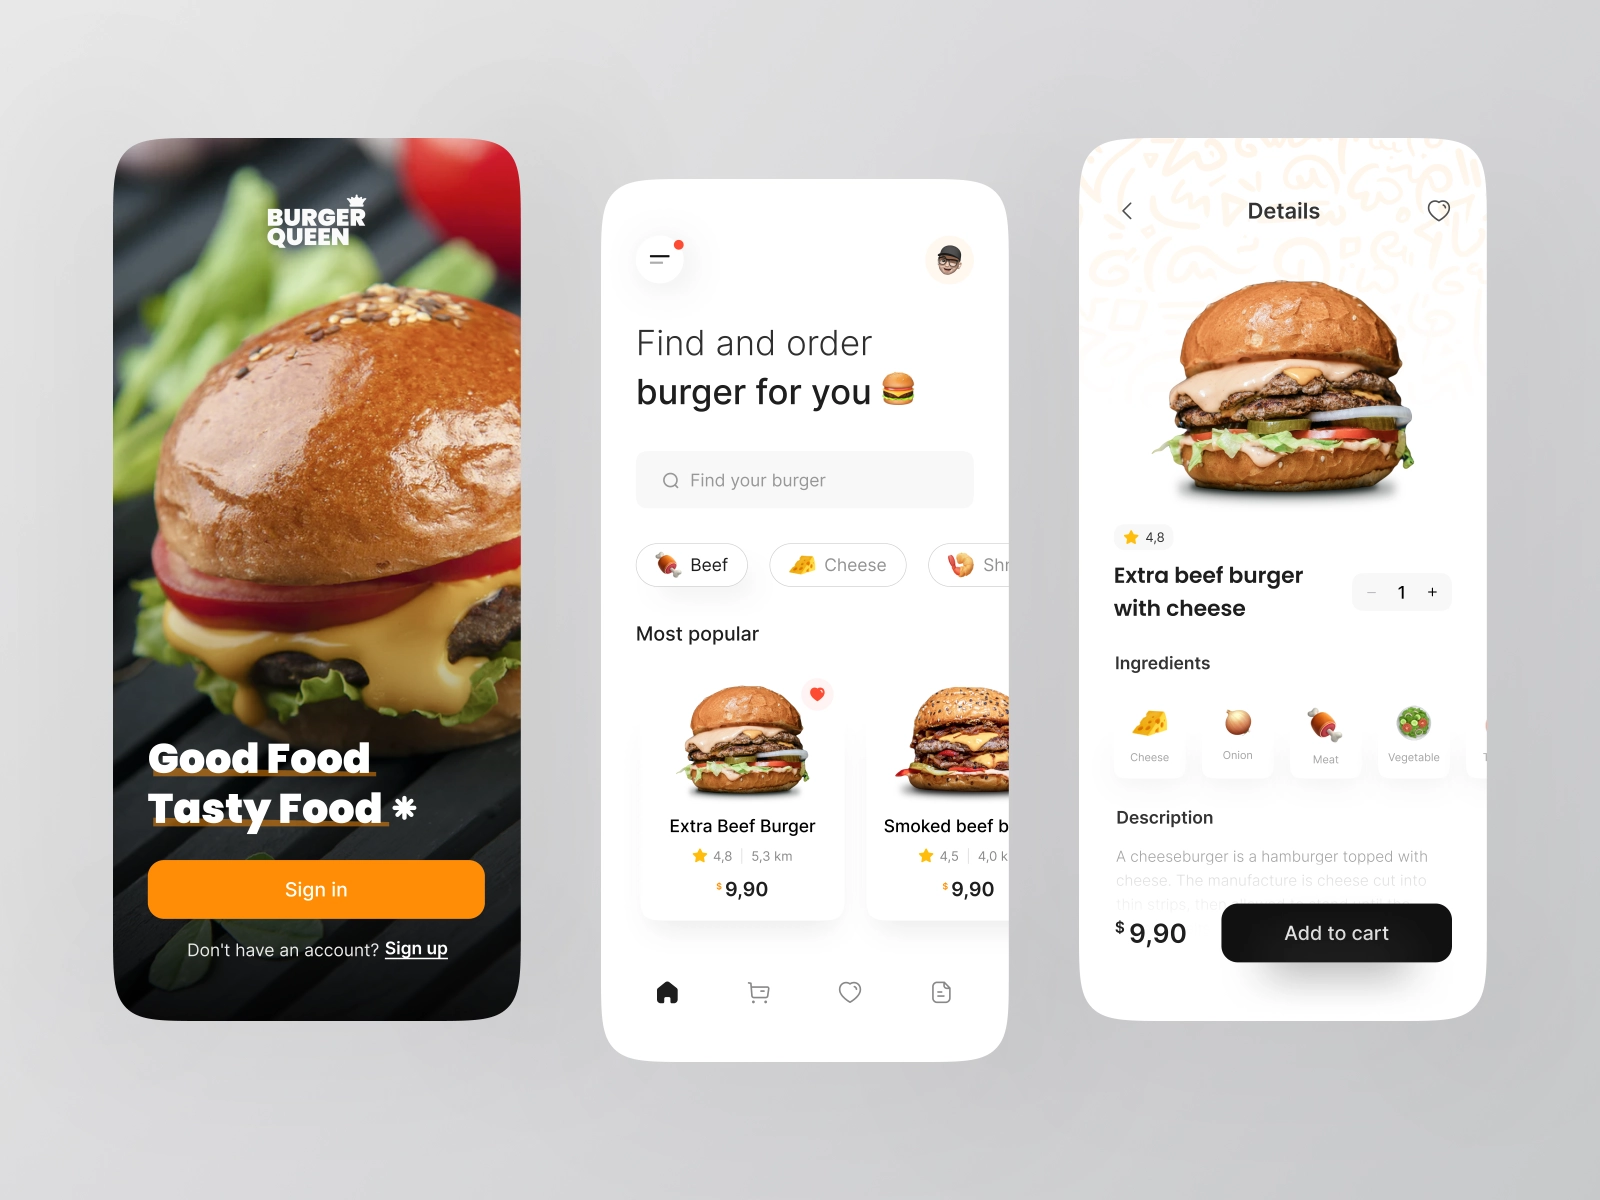 BURGER
QUEEN
Good Food
Tasty Food
Sign in
Don't have an account? Sign up
Find and order
burger for you
Find your burger
Beef
Cheese
Shr
Most popular
Extra Beef Burger
4,8 5,3 km
$9,90
Smoked beef b
4,5 4,0 k
$9,90
Details
4,8
Extra beef burger
with cheese
1
Ingredients
Cheese
Onion
Meat
Vegetable
T
Description
A cheeseburger is a hamburger topped with
cheese. The manufacture is cheese cut into
thin strips, then
$9,90
Add to cart